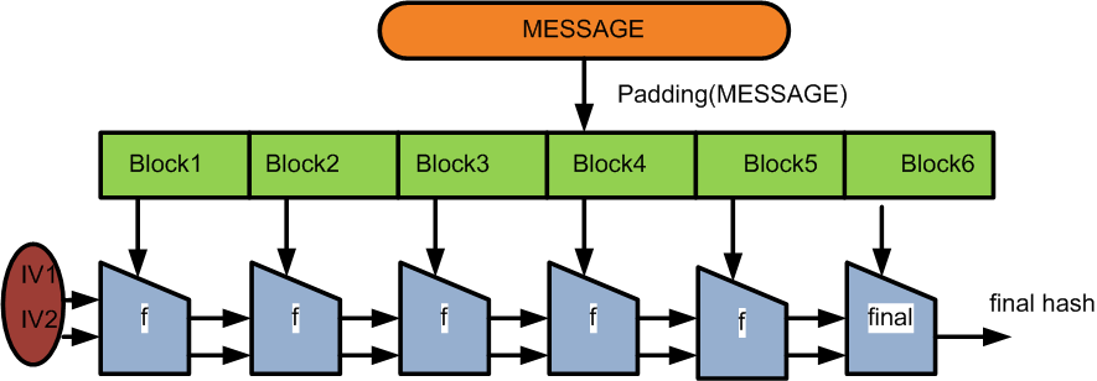 MESSAGE
Padding(MESSAGE)
Block1 Block2 Block3 Block4 Block5 Block6
IV1
IV2
f f f f f final
final hash